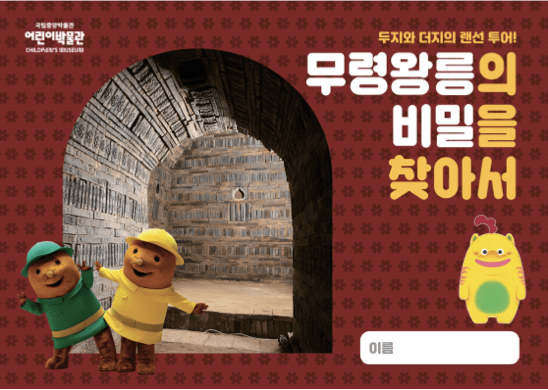 국립중앙박물관
어린이박물관
CHILDREN'S MUSEUM
두지와 더지의 랜선 투어!
무령왕릉의
비밀을
찾아서
이름